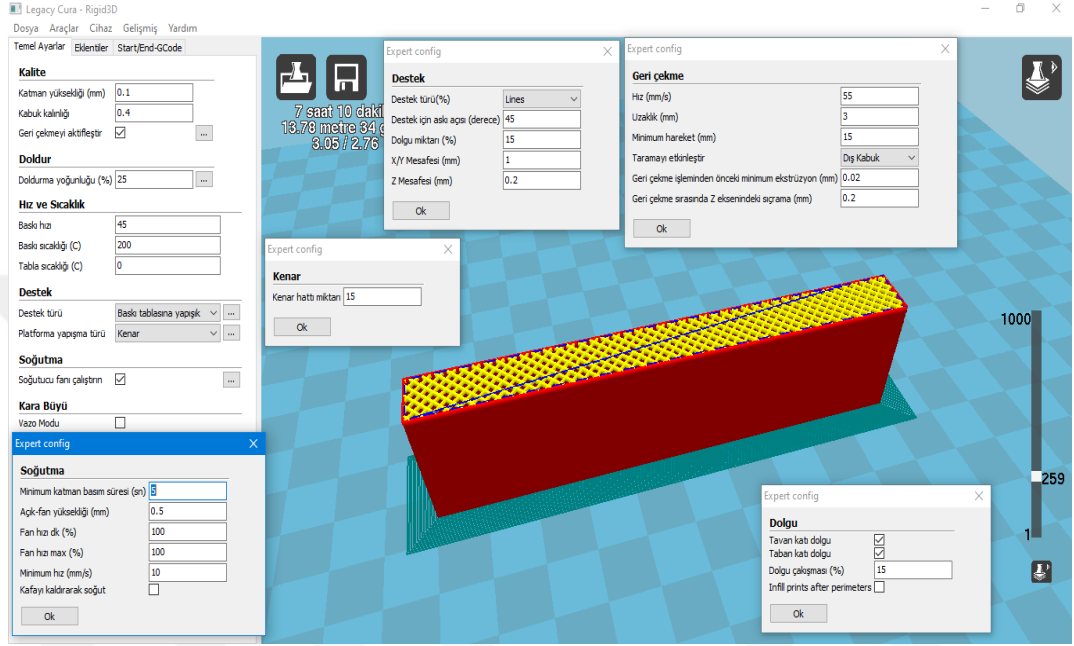 Legacy Cura - Rigid3D
Dosya Araçlar Cihaz Gelişmiş Yardım
Temel Ayarlar Eklentiler Start/End-GCode
Kalite
Katman yüksekliği (mm) 0.1
Kabuk kalınlığı 0.4
Geri çekmeyi aktifleştir ...
Doldur
Doldurma yoğunluğu (%) 25 ...
Hız ve Sıcaklık
Baskı hızı 45
Baskı sıcaklığı (C) 200
Tabla sıcaklığı (C) 0
Destek
Destek türü Baskı tablasına yapışık ...
Platforma yapışma türü Kenar ...
Soğutma
Soğutucu fanı çalıştırın ...
Kara Büyü
Vazo Modu
7 saat 10 daki
13.78 metre 34 g
3.05 / 2.76
Expert config
Destek
Destek türü(%) Lines
Destek için askı açısı (derece) 45
Dolgu miktarı (%) 15
X/Y Mesafesi (mm) 1
Z Mesafesi (mm) 0.2
Ok
Expert config
Geri çekme
Hız (mm/s) 55
Uzaklık (mm) 3
Minimum hareket (mm) 15
Taramayı etkinleştir Dış Kabuk
Geri çekme işleminden önceki minimum ekstrüzyon (mm) 0.02
Geri çekme sırasında Z eksenindeki sıçrama (mm) 0.2
Ok
Expert config
Kenar
Kenar hattı miktarı 15
Ok
Expert config
Soğutma
Minimum katman basım süresi (sn) 5
Açık-fan yüksekliği (mm) 0.5
Fan hızı dk (%) 100
Fan hızı max (%) 100
Minimum hız (mm/s) 10
Kafayı kaldırarak soğut
Ok
Expert config
Dolgu
Tavan katı dolgu
Taban katı dolgu
Dolgu çakışması (%) 15
Infill prints after perimeters
Ok
1000
259
1